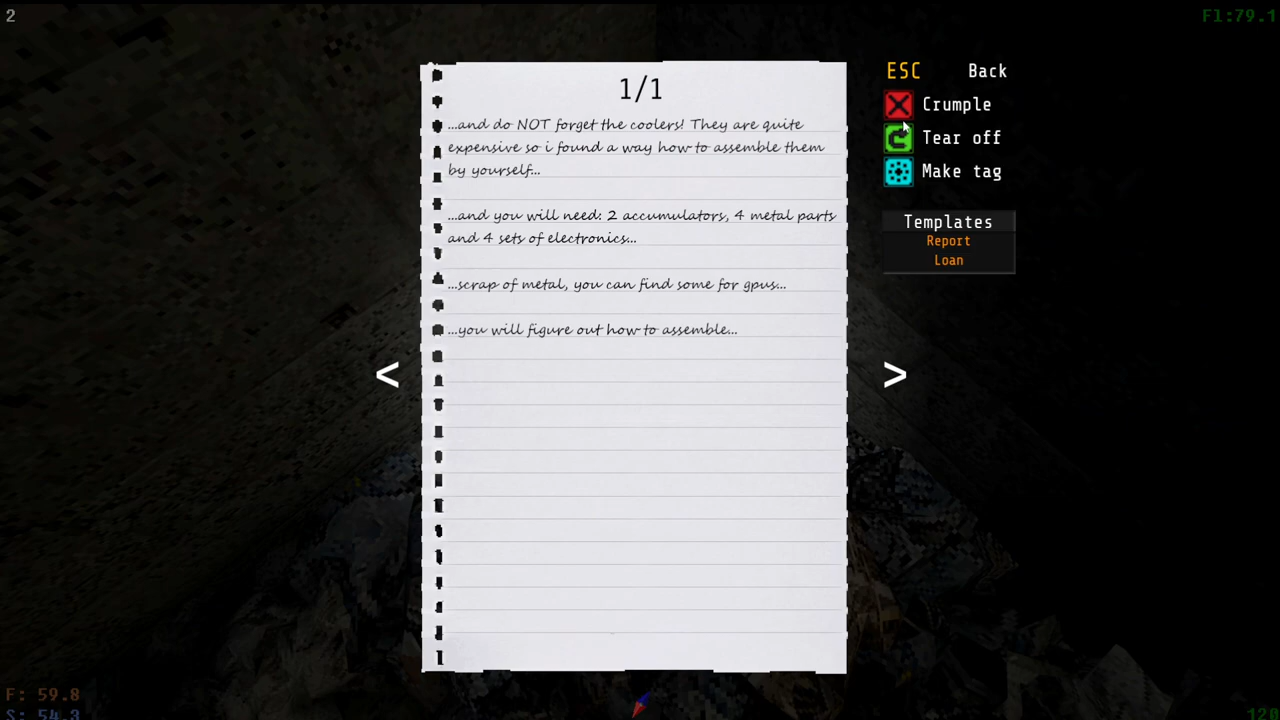 2
Fl:79.1
1/1
ESC Back
Crumple
Tear off
Make tag
Templates
Report
Loan
...and do NOT forget the coolers! They are quite
expensive so i found a way how to assemble them
by yourself...
...and you will need: 2 accumulators, 4 metal parts
and 4 sets of electronics...
...scrap of metal, you can find some for gpus...
...you will figure out how to assemble...
< >
F: 59.8
S: 54.3